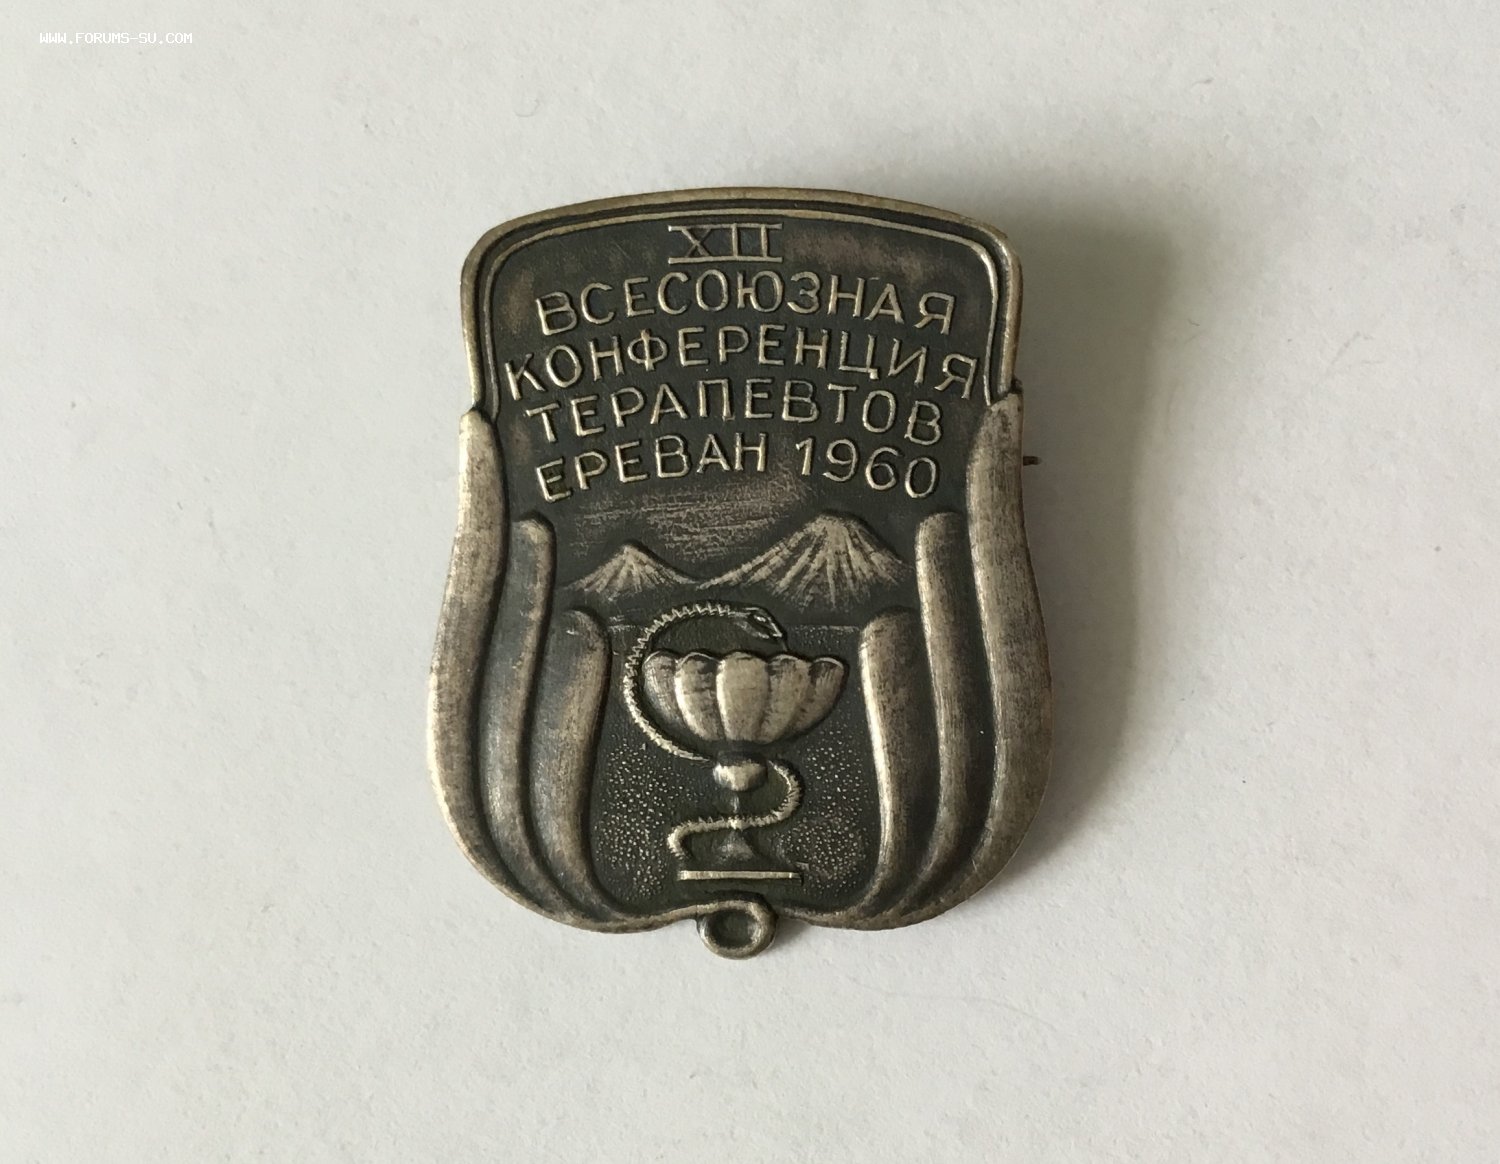 WWW.FORUMS-SU.COM
XII
ВСЕСОЮЗНАЯ
КОНФЕРЕНЦИЯ
ТЕРАПЕВТОВ
ЕРЕВАН 1960